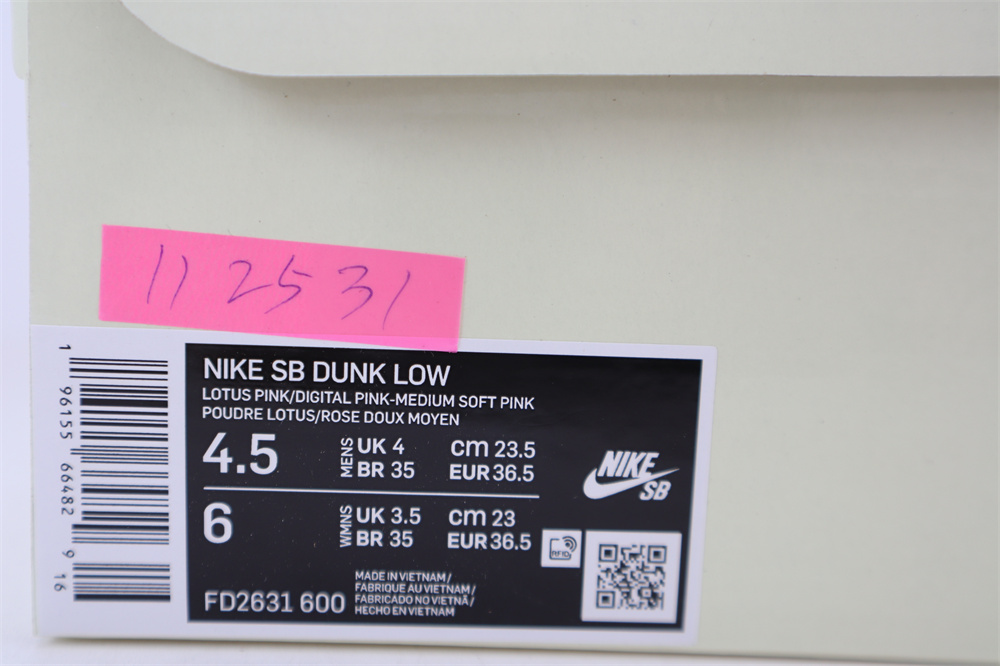 11 25 31
NIKE SB DUNK LOW
LOTUS PINK/DIGITAL PINK-MEDIUM SOFT PINK
POUDRE LOTUS/ROSE DOUX MOYEN
4.5 MENS UK 4 cm 23.5
BR 35 EUR 36.5
6 WMNS UK 3.5 cm 23
BR 35 EUR 36.5
NIKE
SB
RFID
FD2631 600
MADE IN VIETNAM/
FABRIQUE AU VIETNAM/
FABRICADO NO VIETNÃ/
HECHO EN VIETNAM
1 96155 66482 9 16